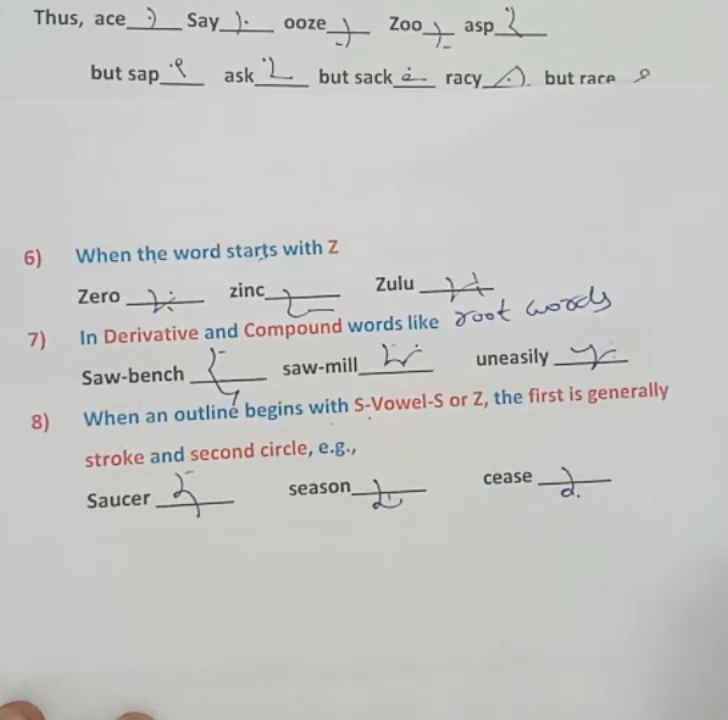 Thus, ace Say ooze Zoo asp
but sap ask but sack racy but race
6) When the word starts with Z
Zero zinc Zulu
7) In Derivative and Compound words like root words
Saw-bench saw-mill uneasily
8) When an outline begins with S-Vowel-S or Z, the first is generally
stroke and second circle, e.g.,
Saucer season cease